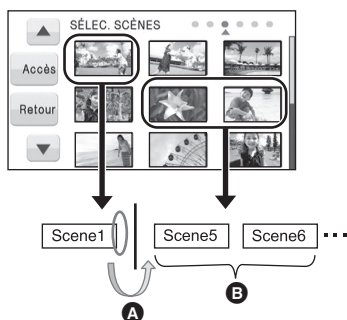 SÉLEC. SCÈNES
Accès
Retour
Scene1
Scene5
Scene6
A
B